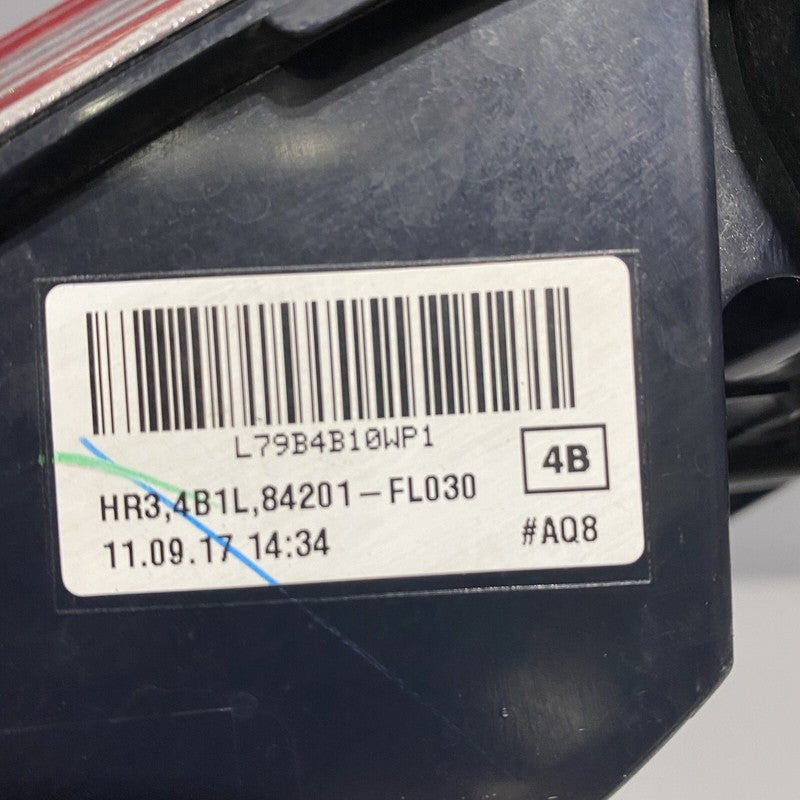 L79B4B10WP1
4B
HR3,4B1L,84201-FL030
11.09.17 14:34
#AQ8